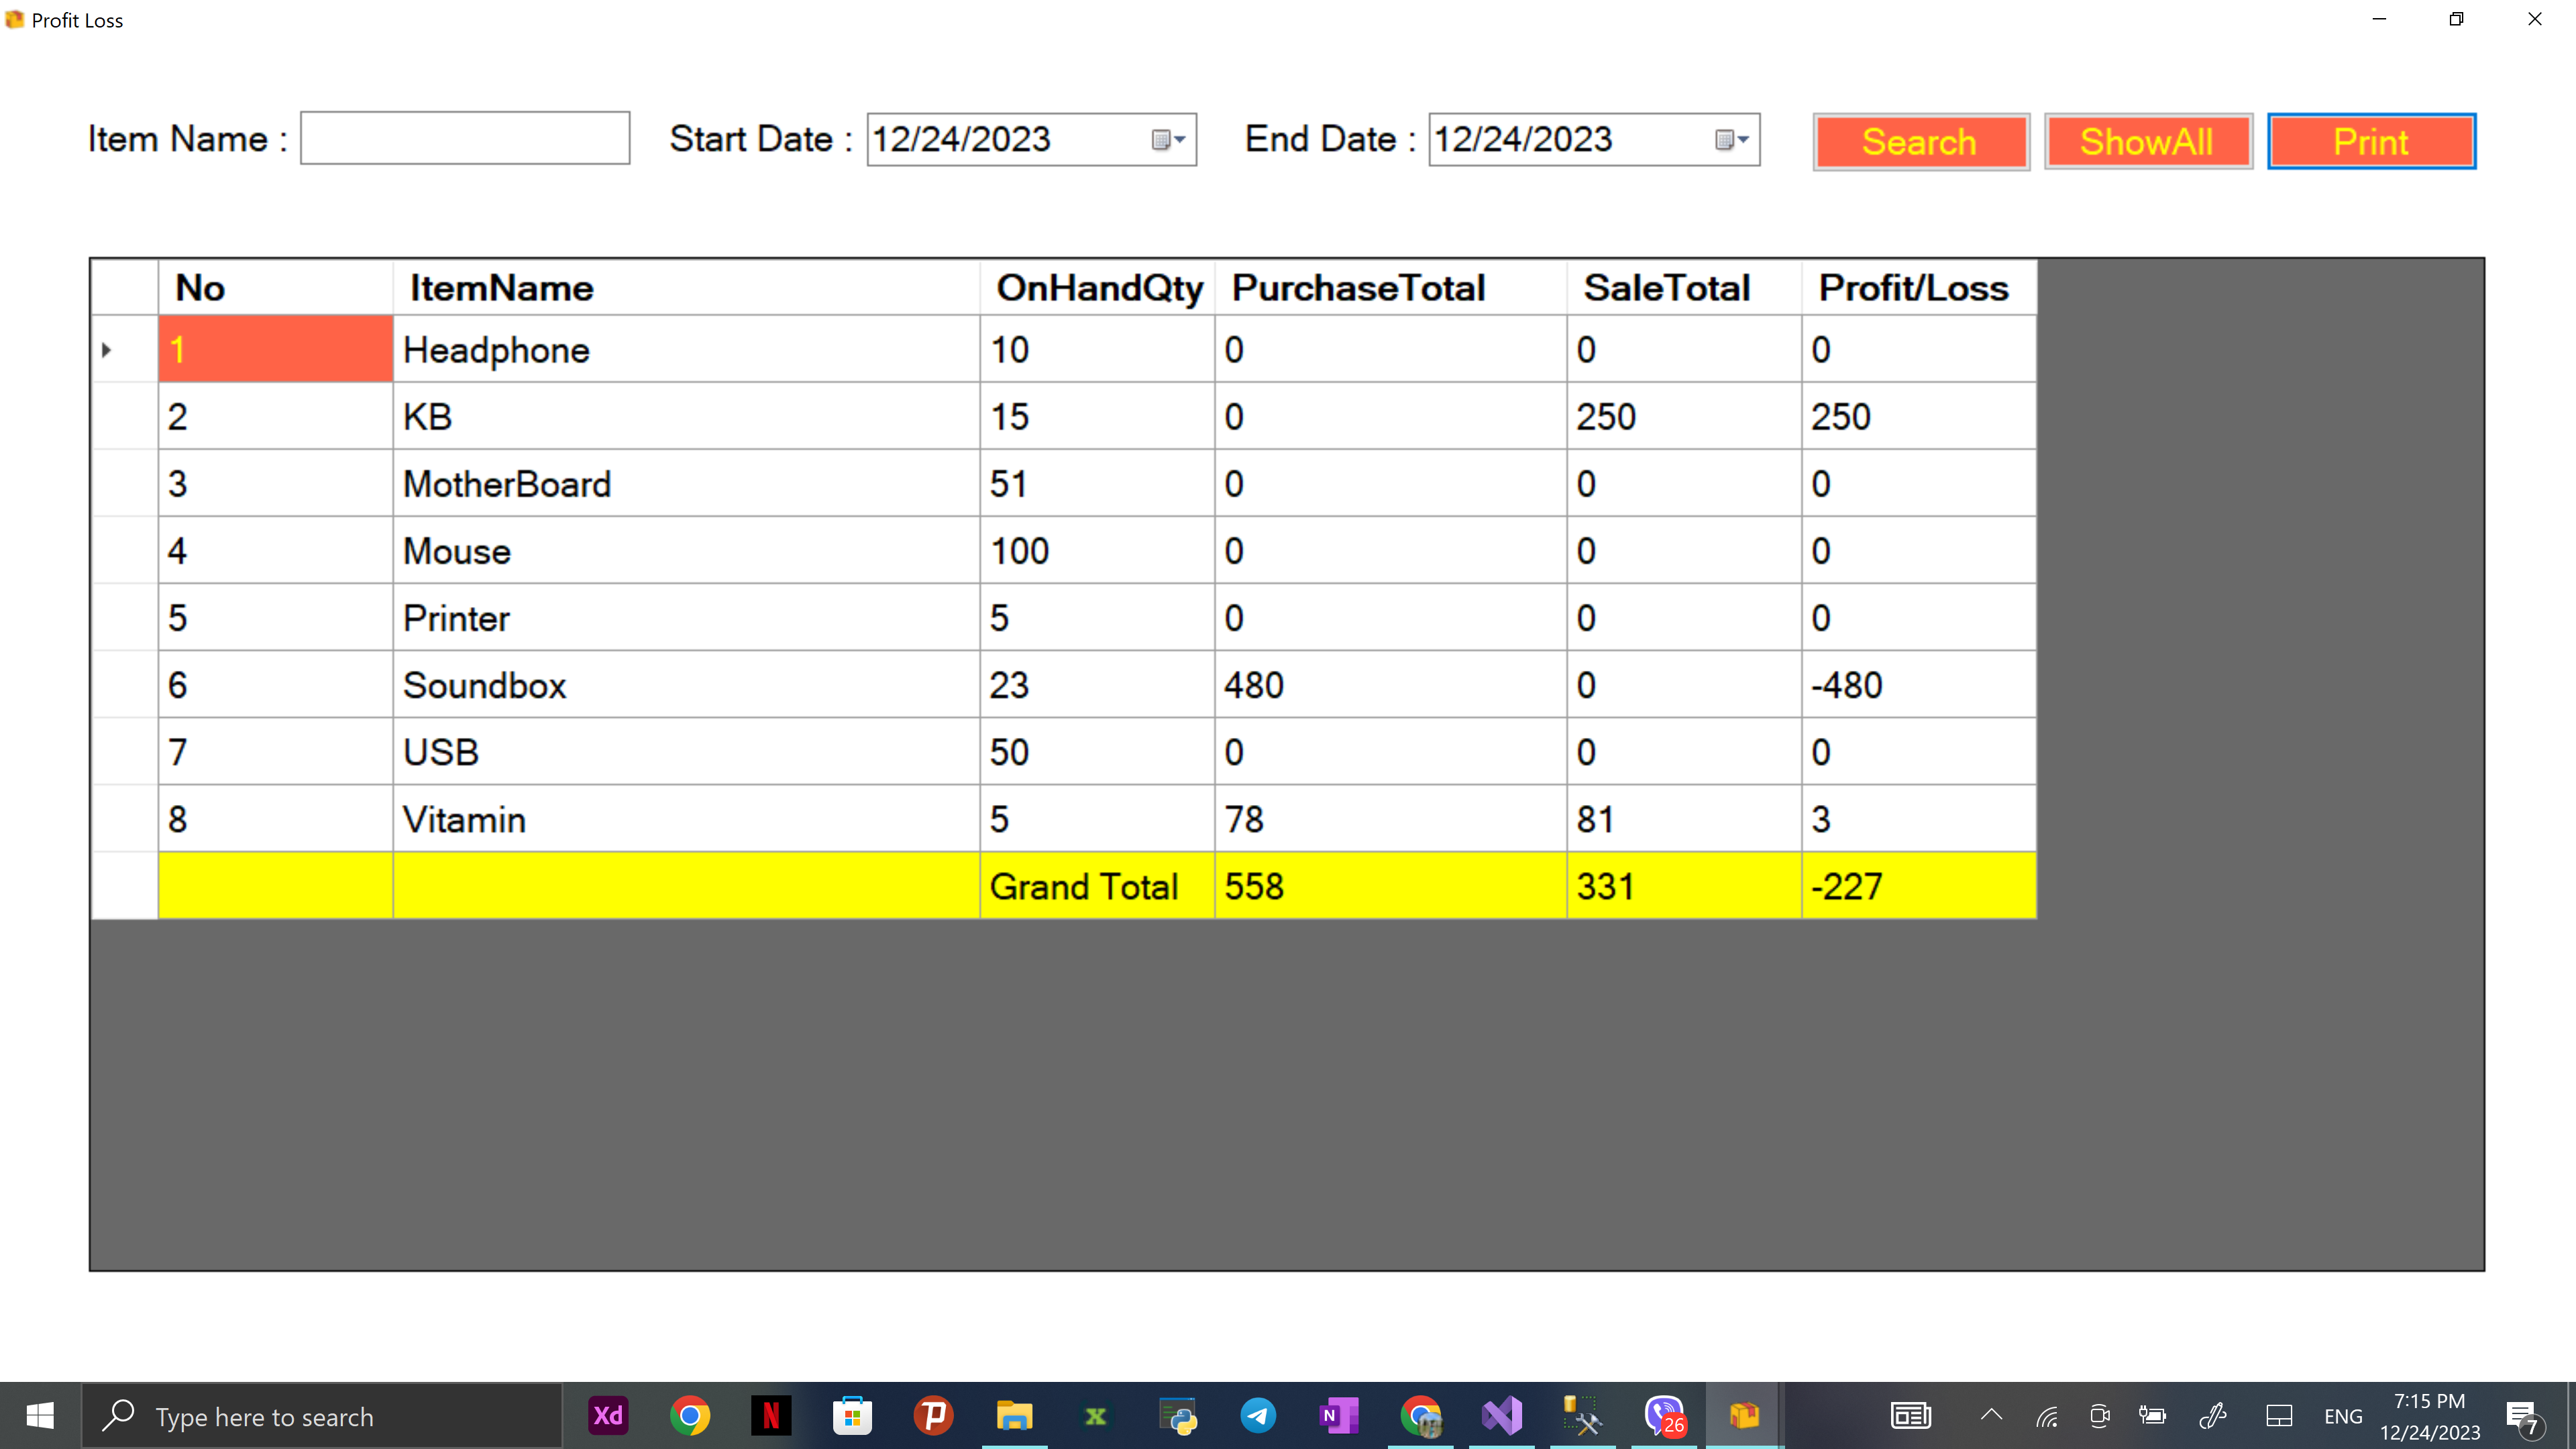 Profit Loss
Item Name : Start Date : 12/24/2023 End Date : 12/24/2023 Search ShowAll Print
No ItemName OnHandQty PurchaseTotal SaleTotal Profit/Loss
1 Headphone 10 0 0 0
2 KB 15 0 250 250
3 MotherBoard 51 0 0 0
4 Mouse 100 0 0 0
5 Printer 5 0 0 0
6 Soundbox 23 480 0 -480
7 USB 50 0 0 0
8 Vitamin 5 78 81 3
Grand Total 558 331 -227
Type here to search Xd N P N 26 ENG 7:15 PM
12/24/2023 7